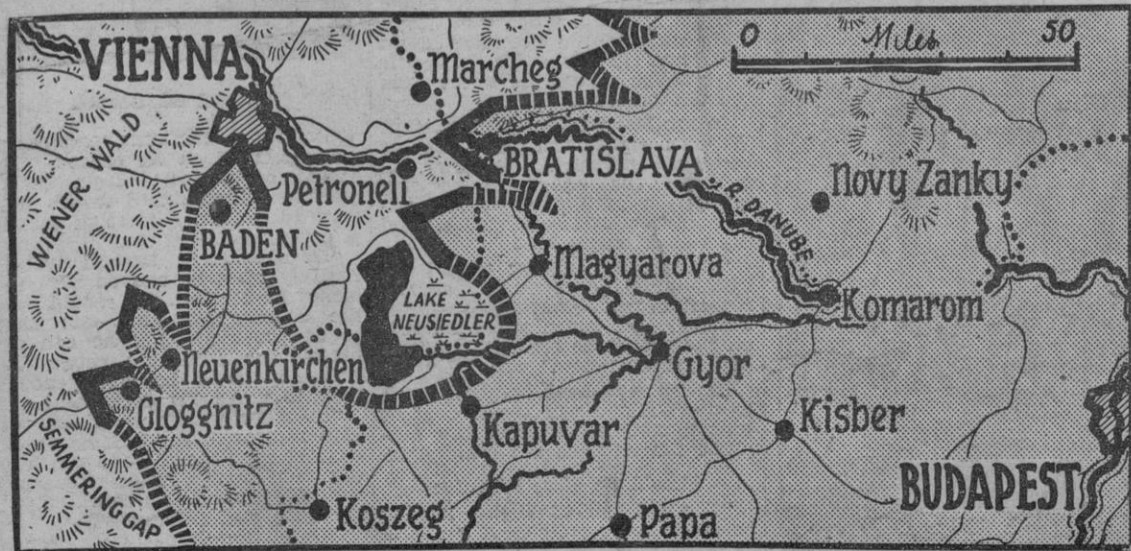 VIENNA
0 Miles 50
Marcheg
WIENER WALD
BRATISLAVA
Petronell
Novy Zanky
R. DANUBE
BADEN
Magyarova
LAKE
NEUSIEDLER
Komarom
Neuenkirchen
Gyor
Gloggnitz
Kapuvar
Kisber
SEMMERING GAP
BUDAPEST
Koszeg
Papa